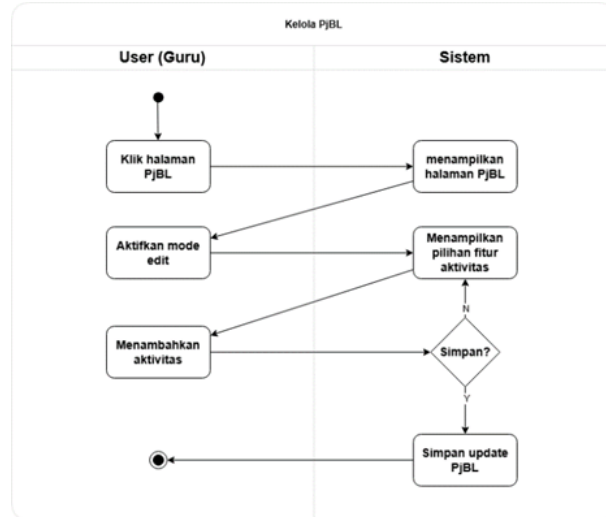 Kelola PjBL
User (Guru)
Sistem
Klik halaman
PjBL
menampilkan
halaman PjBL
Aktifkan mode
edit
Menampilkan
pilihan fitur
aktivitas
N
Menambahkan
aktivitas
Simpan?
Y
Simpan update
PjBL